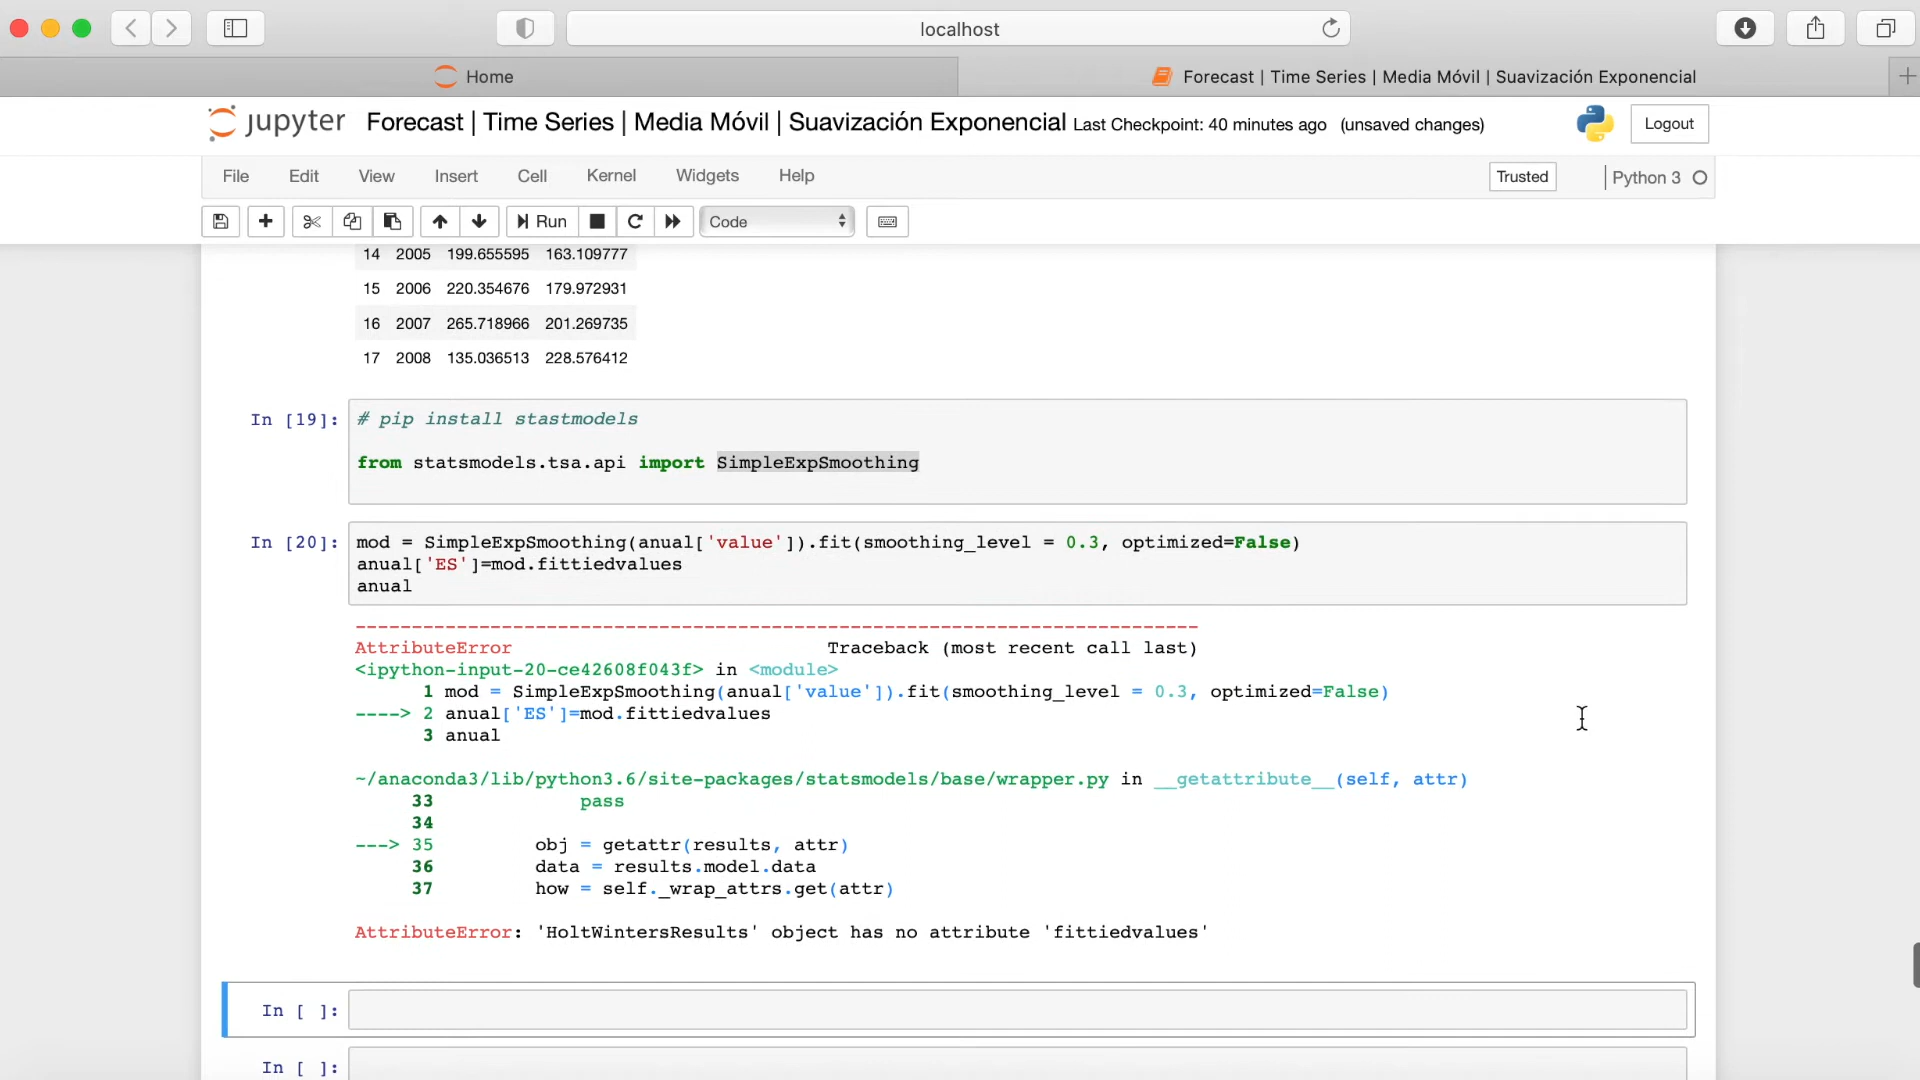 localhost
Home
Forecast | Time Series | Media Móvil | Suavización Exponencial
jupyter Forecast | Time Series | Media Móvil | Suavización Exponencial Last Checkpoint: 40 minutes ago (unsaved changes)
Logout
File Edit View Insert Cell Kernel Widgets Help
Trusted
Python 3
Run
Code
14 2005 199.655595 163.109777
15 2006 220.354676 179.972931
16 2007 265.718966 201.269735
17 2008 135.036513 228.576412
In [19]: # pip install stastmodels
from statsmodels.tsa.api import SimpleExpSmoothing
In [20]: mod = SimpleExpSmoothing(anual['value']).fit(smoothing_level = 0.3, optimized=False)
anual['ES']=mod.fittiedvalues
anual
---------------------------------------------------------------------------
AttributeError Traceback (most recent call last)
<ipython-input-20-ce42608f043f> in <module>
1 mod = SimpleExpSmoothing(anual['value']).fit(smoothing_level = 0.3, optimized=False)
----> 2 anual['ES']=mod.fittiedvalues
3 anual
~/anaconda3/lib/python3.6/site-packages/statsmodels/base/wrapper.py in __getattribute__(self, attr)
33 pass
34
---> 35 obj = getattr(results, attr)
36 data = results.model.data
37 how = self._wrap_attrs.get(attr)
AttributeError: 'HoltWintersResults' object has no attribute 'fittiedvalues'
In [ ]:
In [ ]: